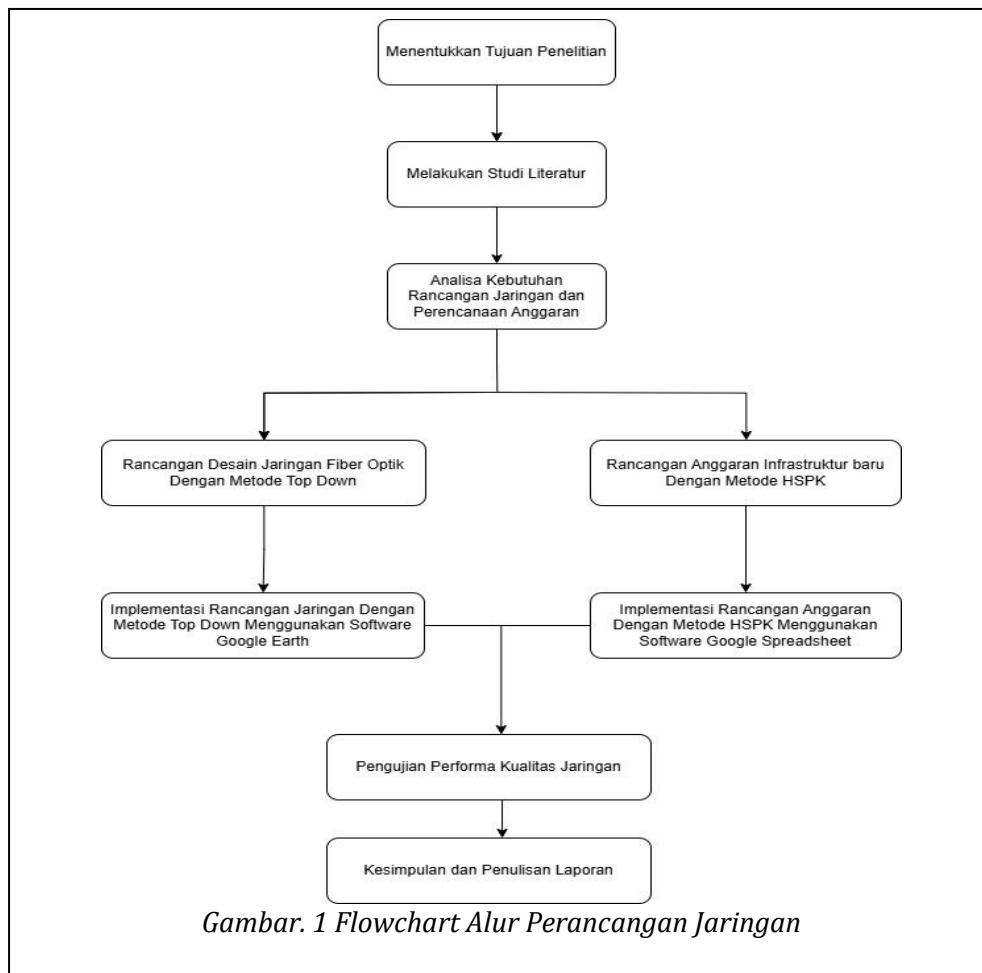 Menentukkan Tujuan Penelitian
Melakukan Studi Literatur
Analisa Kebutuhan
Rancangan Jaringan dan
Perencanaan Anggaran
Rancangan Desain Jaringan Fiber Optik
Dengan Metode Top Down
Rancangan Anggaran Infrastruktur baru
Dengan Metode HSPK
Implementasi Rancangan Jaringan Dengan
Metode Top Down Menggunakan Software
Google Earth
Implementasi Rancangan Anggaran
Dengan Metode HSPK Menggunakan
Software Google Spreadsheet
Pengujian Performa Kualitas Jaringan
Kesimpulan dan Penulisan Laporan
Gambar. 1 Flowchart Alur Perancangan Jaringan